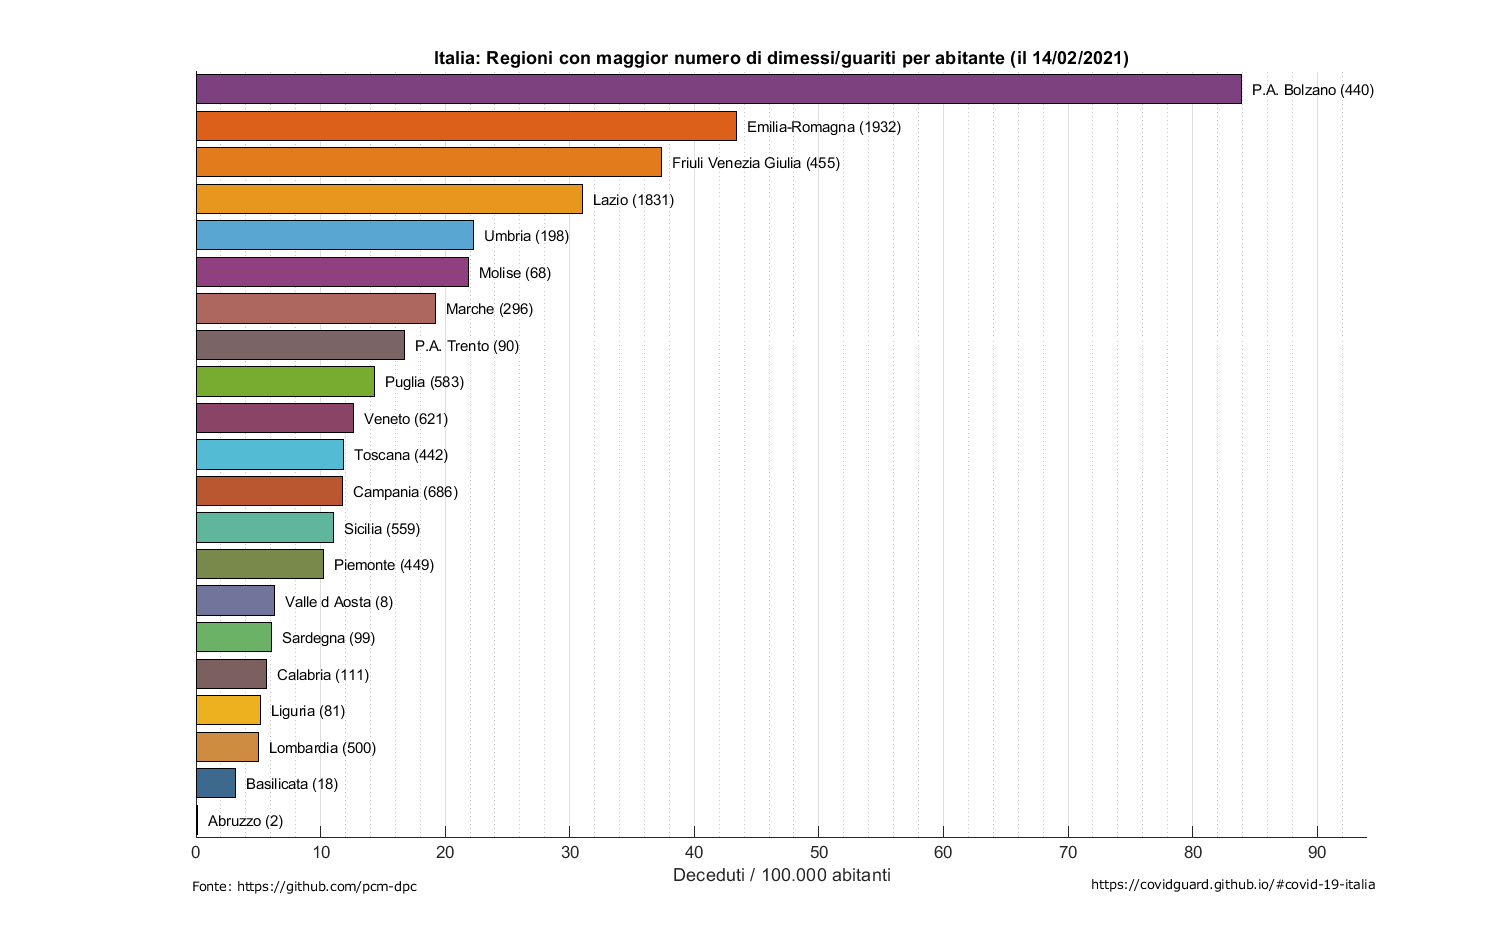 Italia: Regioni con maggior numero di dimessi/guariti per abitante (il 14/02/2021)
P.A. Bolzano (440)
Emilia-Romagna (1932)
Friuli Venezia Giulia (455)
Lazio (1831)
Umbria (198)
Molise (68)
Marche (296)
P.A. Trento (90)
Puglia (583)
Veneto (621)
Toscana (442)
Campania (686)
Sicilia (559)
Piemonte (449)
Valle d Aosta (8)
Sardegna (99)
Calabria (111)
Liguria (81)
Lombardia (500)
Basilicata (18)
Abruzzo (2)
0 10 20 30 40 50 60 70 80 90
Deceduti / 100.000 abitanti
Fonte: https://github.com/pcm-dpc
https://covidguard.github.io/#covid-19-italia